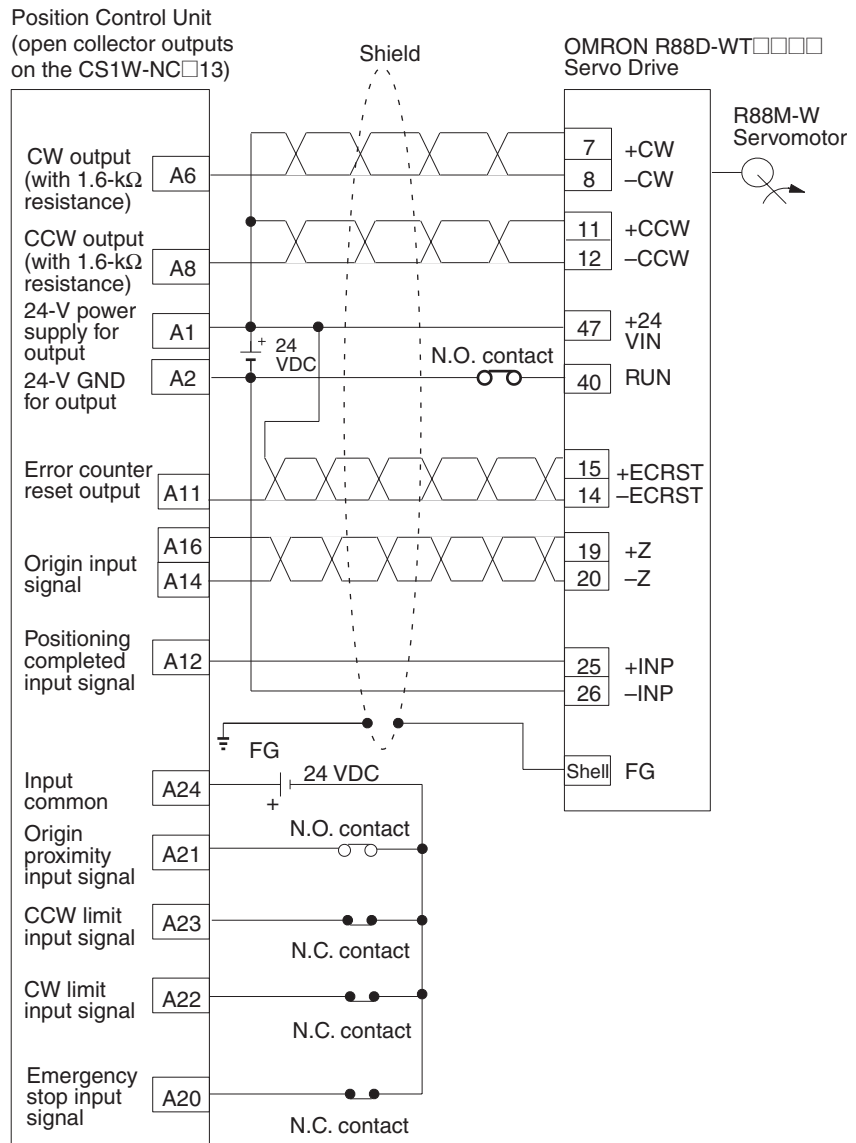 Position Control Unit
(open collector outputs
on the CS1W-NC□13)
Shield
OMRON R88D-WT□□□□
Servo Drive
R88M-W
Servomotor
CW output
(with 1.6-kΩ
resistance)
A6
7 +CW
8 –CW
CCW output
(with 1.6-kΩ
resistance)
A8
11 +CCW
12 –CCW
24-V power
supply for
output
A1
+ 24
VDC
47 +24
VIN
24-V GND
for output
A2
N.O. contact
40 RUN
Error counter
reset output
A11
15 +ECRST
14 –ECRST
Origin input
signal
A16
A14
19 +Z
20 –Z
Positioning
completed
input signal
A12
25 +INP
26 –INP
FG
Shell FG
Input
common
A24
24 VDC
+
Origin
proximity
input signal
A21
N.O. contact
CCW limit
input signal
A23
N.C. contact
CW limit
input signal
A22
N.C. contact
Emergency
stop input
signal
A20
N.C. contact